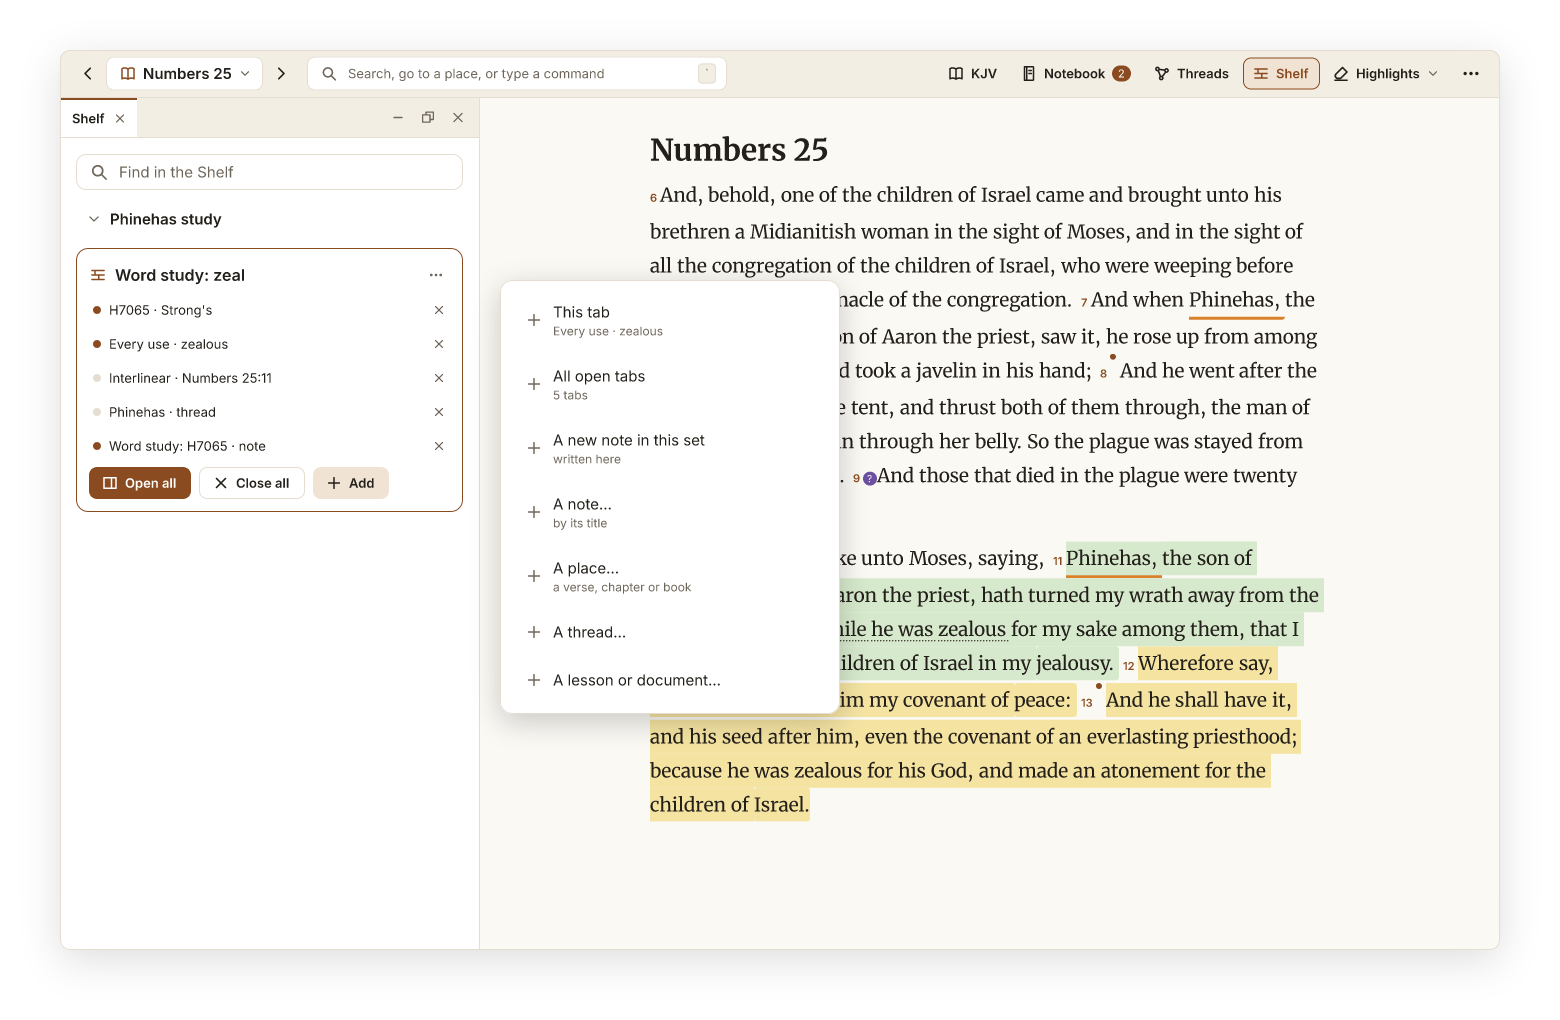 Numbers 25
Search, go to a place, or type a command
KJV
Notebook 2
Threads
Shelf
Highlights
Shelf
Find in the Shelf
Phinehas study
Word study: zeal
H7065 · Strong's
Every use · zealous
Interlinear · Numbers 25:11
Phinehas · thread
Word study: H7065 · note
Open all
Close all
Add
This tab
Every use · zealous
All open tabs
5 tabs
A new note in this set
written here
A note...
by its title
A place...
a verse, chapter or book
A thread...
A lesson or document...
Numbers 25
6 And, behold, one of the children of Israel came and brought unto his
brethren a Midianitish woman in the sight of Moses, and in the sight of
all the congregation of the children of Israel, who were weeping before
of the congregation. 7 And when Phinehas, the
of Aaron the priest, saw it, he rose up from among
took a javelin in his hand; 8 And he went after the
tent, and thrust both of them through, the man of
through her belly. So the plague was stayed from
. 9 ? And those that died in the plague were twenty
unto Moses, saying, 11 Phinehas, the son of
the priest, hath turned my wrath away from the
he was zealous for my sake among them, that I
of Israel in my jealousy. 12 Wherefore say,
my covenant of peace: 13 And he shall have it,
and his seed after him, even the covenant of an everlasting priesthood;
because he was zealous for his God, and made an atonement for the
children of Israel.